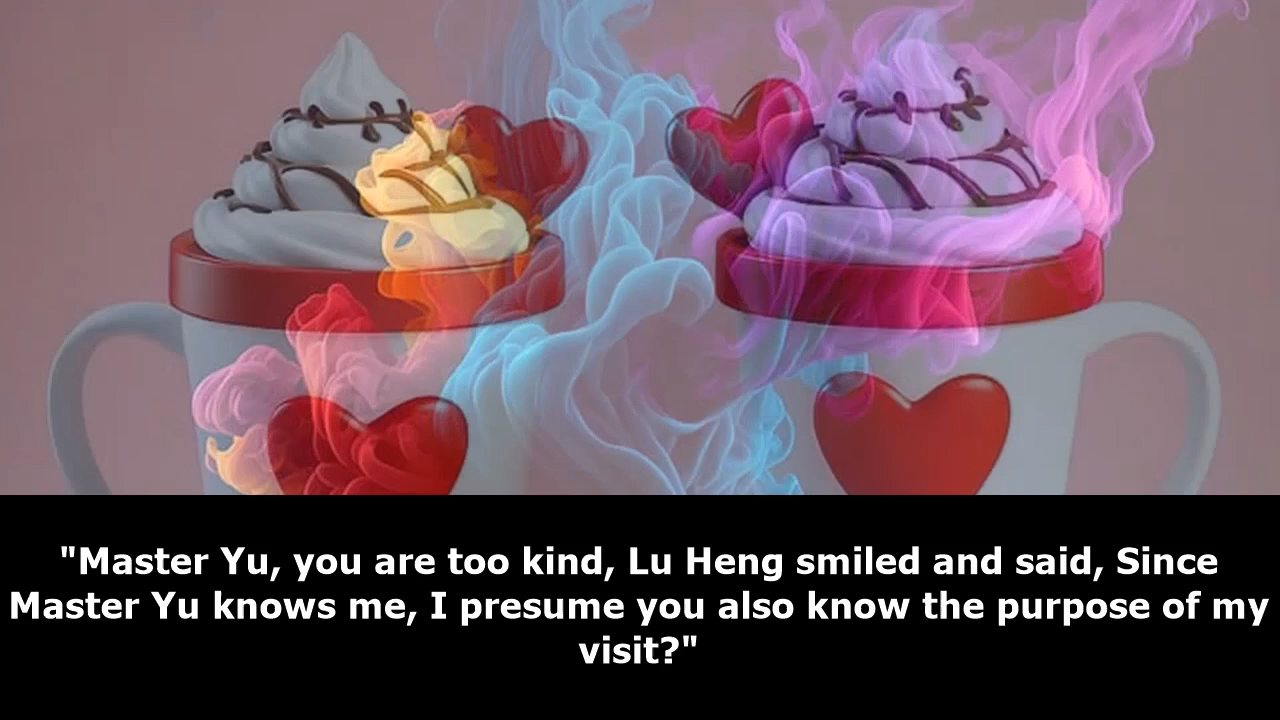 "Master Yu, you are too kind, Lu Heng smiled and said, Since
Master Yu knows me, I presume you also know the purpose of my
visit?"